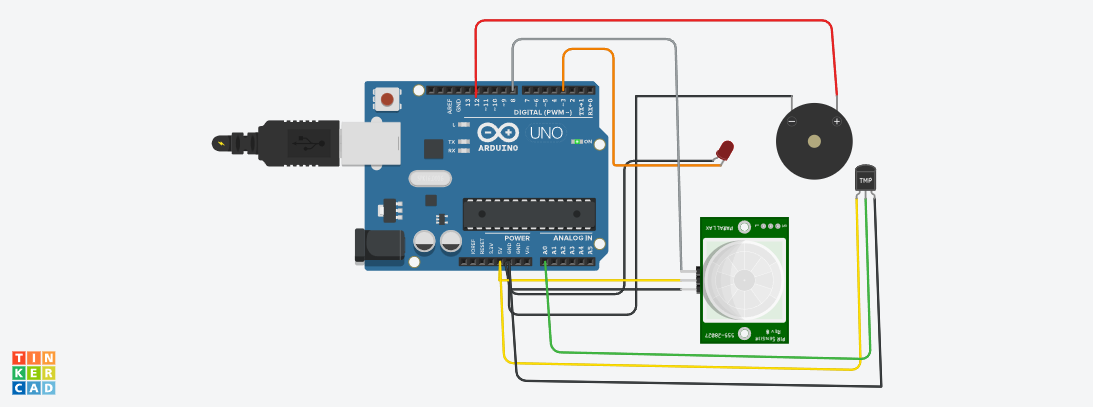 AREF
GND
13
12
~11
~10
~9
8
7
~6
~5
4
~3
2
TX→1
RX←0
DIGITAL (PWM~)
L
TX
RX
UNO
ARDUINO
ON
POWER
ANALOG IN
IOREF
RESET
3.3V
5V
GND
GND
Vin
A0
A1
A2
A3
A4
A5
− +
TMP
PARALLAX
555-28027
Rev B
PIR Sensor
TIN
KER
CAD